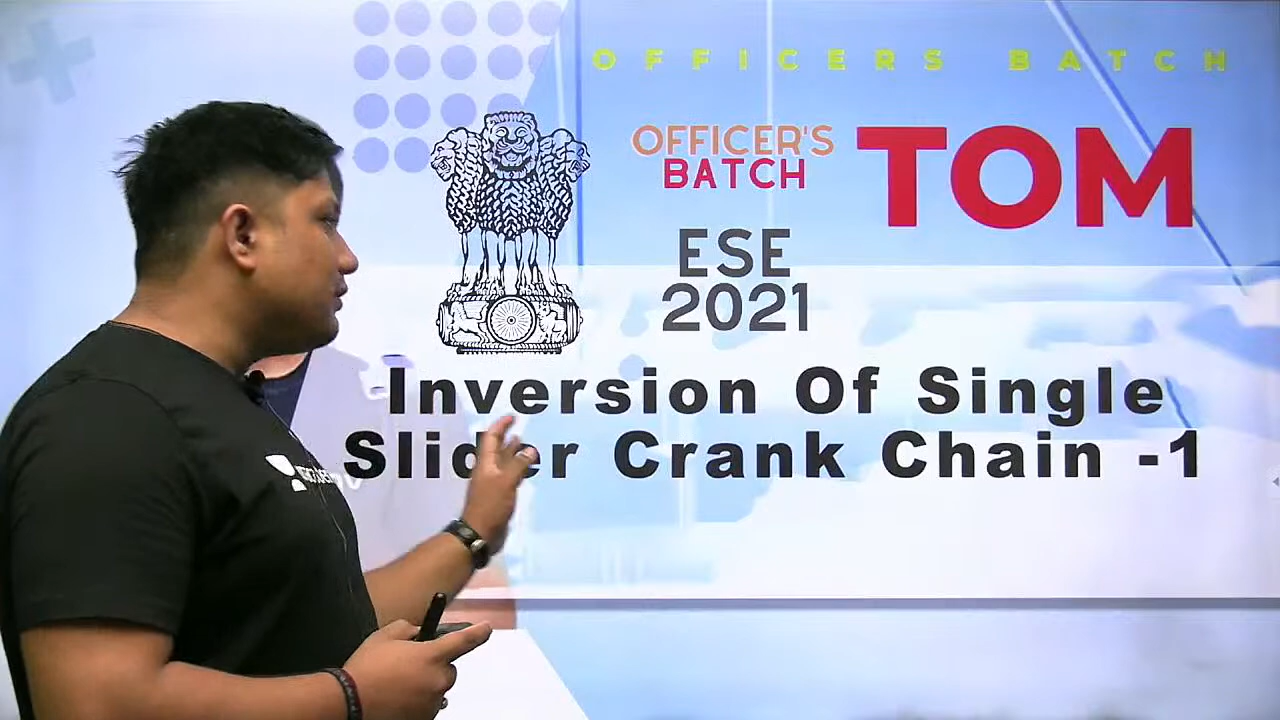 OFFICERS BATCH
OFFICER'S
BATCH
TOM
ESE
2021
Inversion Of Single
Slider Crank Chain -1